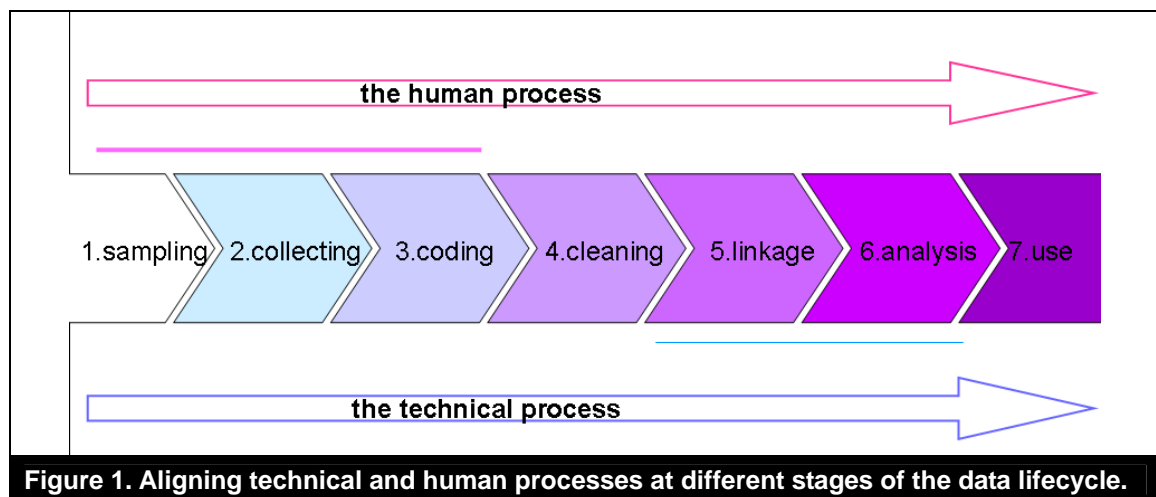 the human process
1.sampling 2.collecting 3.coding 4.cleaning 5.linkage 6.analysis 7.use
the technical process
Figure 1. Aligning technical and human processes at different stages of the data lifecycle.